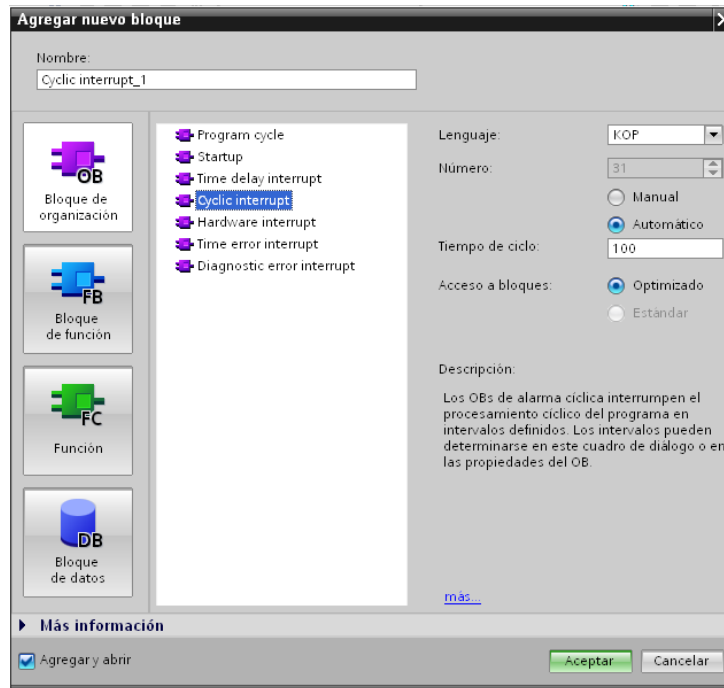 Agregar nuevo bloque
Nombre:
Cyclic interrupt_1
OB
Bloque de
organización
FB
Bloque
de función
FC
Función
DB
Bloque
de datos
Program cycle
Startup
Time delay interrupt
Cyclic interrupt
Hardware interrupt
Time error interrupt
Diagnostic error interrupt
Lenguaje:
KOP
Número:
31
Manual
Automático
Tiempo de ciclo:
100
Acceso a bloques:
Optimizado
Estándar
Descripción:
Los OBs de alarma cíclica interrumpen el
procesamiento cíclico del programa en
intervalos definidos. Los intervalos pueden
determinarse en este cuadro de diálogo o en
las propiedades del OB.
más...
Más información
Agregar y abrir
Aceptar
Cancelar